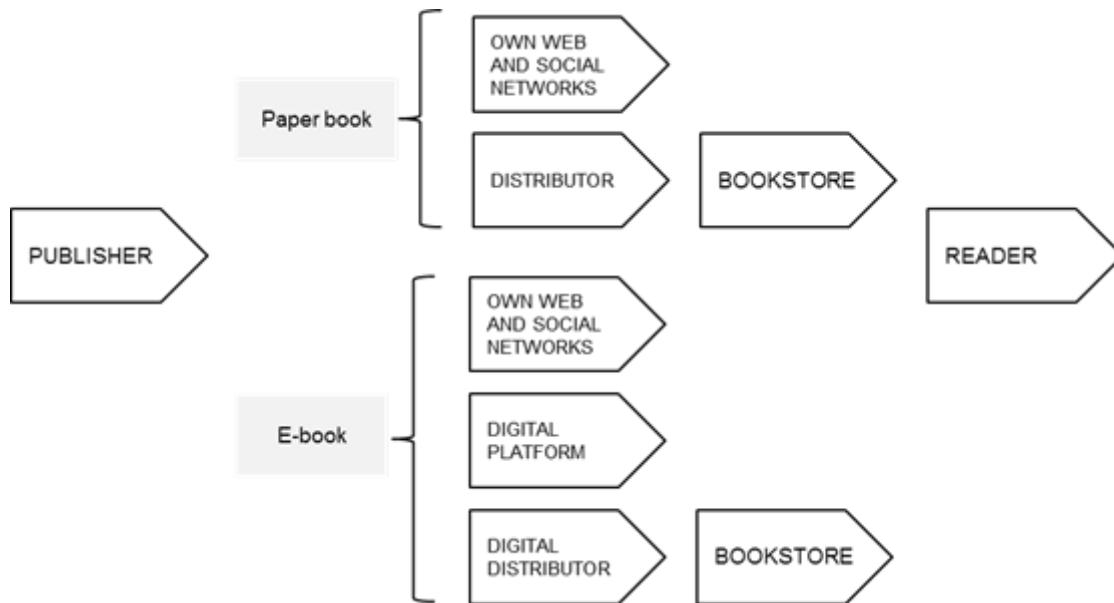 PUBLISHER
Paper book
OWN WEB
AND SOCIAL
NETWORKS
DISTRIBUTOR
BOOKSTORE
E-book
OWN WEB
AND SOCIAL
NETWORKS
DIGITAL
PLATFORM
DIGITAL
DISTRIBUTOR
BOOKSTORE
READER